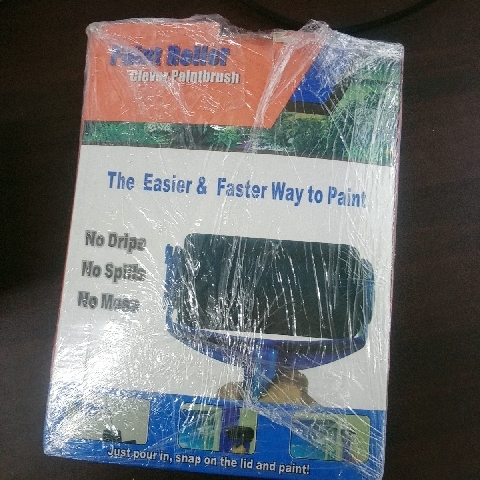 Paint Roller
Clever Paintbrush
The Easier & Faster Way to Paint
No Drips
No Spills
No Mess
Just pour in, snap on the lid and paint!